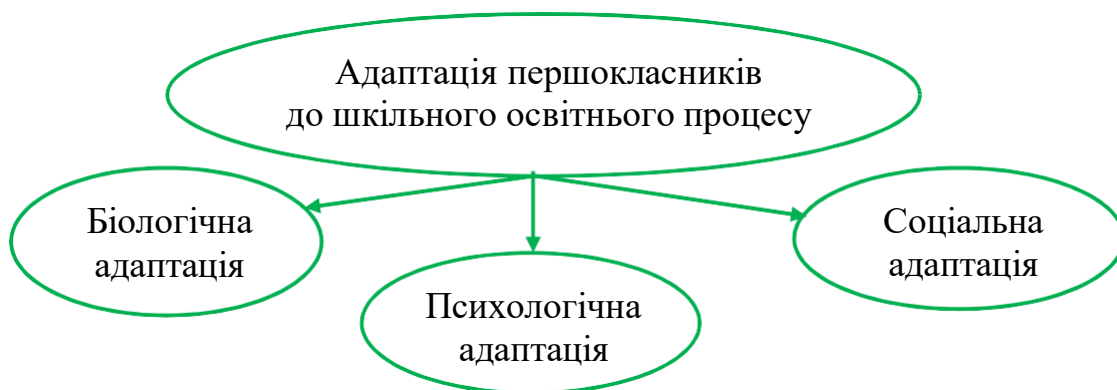 Адаптація першокласників
до шкільного освітнього процесу
Біологічна
адаптація
Психологічна
адаптація
Соціальна
адаптація